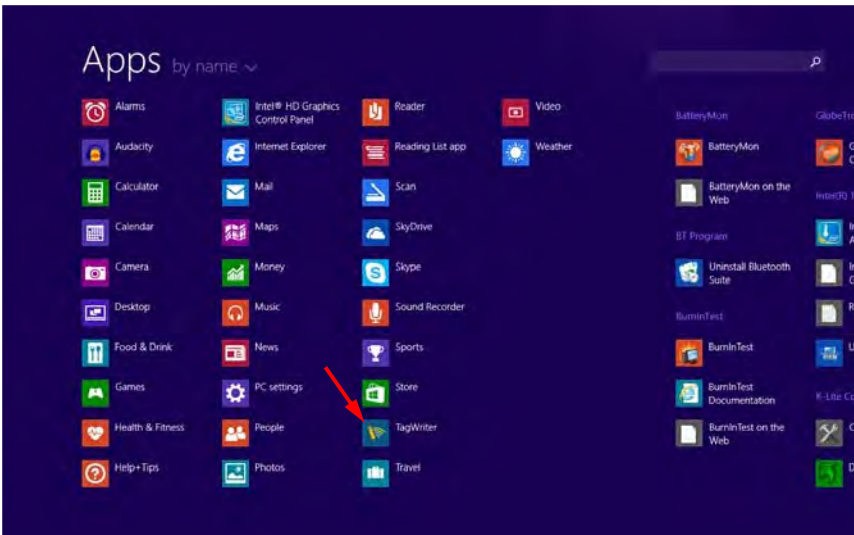 Apps by name
Alarms
Audacity
Calculator
Calendar
Camera
Desktop
Food & Drink
Games
Health & Fitness
Help+Tips
Intel® HD Graphics
Control Panel
Internet Explorer
Mail
Maps
Money
Music
News
PC settings
People
Photos
Reader
Reading List app
Scan
SkyDrive
Skype
Sound Recorder
Sports
Store
TagWriter
Travel
Video
Weather
BatteryMon
BatteryMon
BatteryMon on the
Web
BT Program
Uninstall Bluetooth
Suite
BurnInTest
BurnInTest
BurnInTest
Documentation
BurnInTest on the
Web